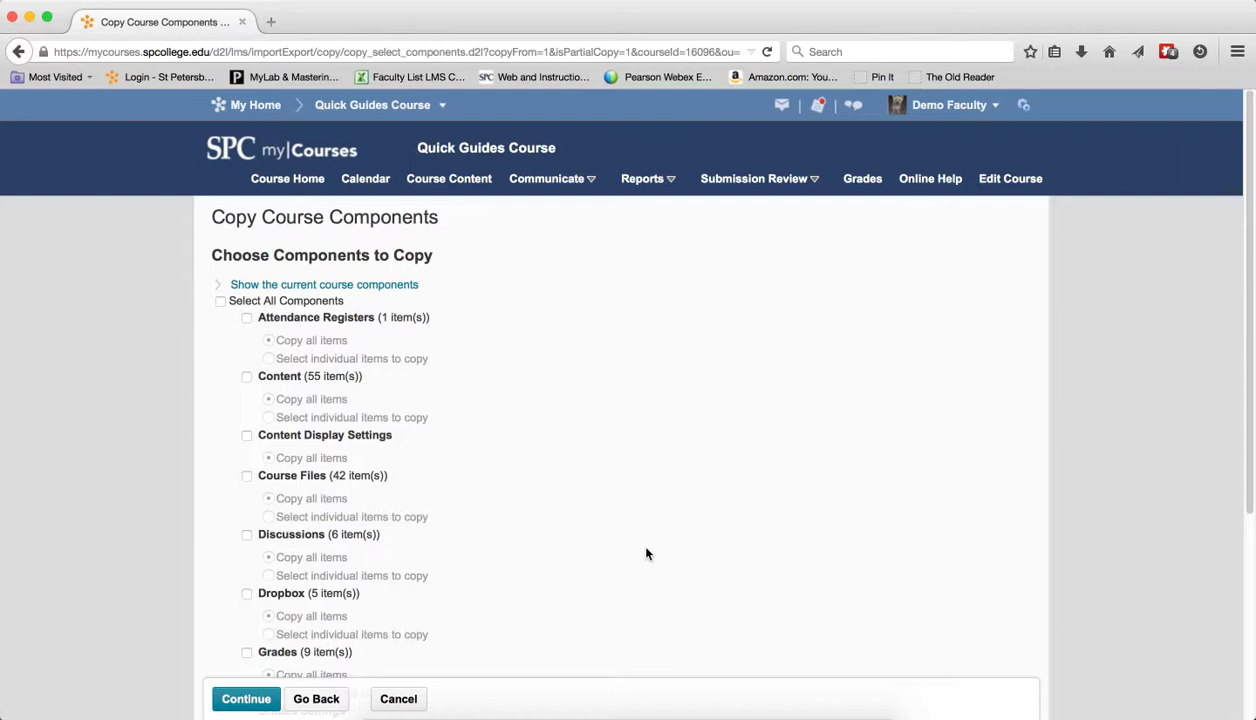 Copy Course Components ...
https://mycourses.spcollege.edu/d2l/lms/importExport/copy/copy_select_components.d2l?copyFrom=1&isPartialCopy=1&courseId=16096&ou=
Search
Most Visited
Login - St Petersb...
MyLab & Mastering...
Faculty List LMS C...
SPC Web and Instructio...
Pearson Webex E...
Amazon.com: You...
Pin It
The Old Reader
My Home
Quick Guides Course
Demo Faculty
SPC my|Courses
Quick Guides Course
Course Home
Calendar
Course Content
Communicate
Reports
Submission Review
Grades
Online Help
Edit Course
Copy Course Components
Choose Components to Copy
Show the current course components
Select All Components
Attendance Registers (1 item(s))
Copy all items
Select individual items to copy
Content (55 item(s))
Copy all items
Select individual items to copy
Content Display Settings
Copy all items
Course Files (42 item(s))
Copy all items
Select individual items to copy
Discussions (6 item(s))
Copy all items
Select individual items to copy
Dropbox (5 item(s))
Copy all items
Select individual items to copy
Grades (9 item(s))
Copy all items
Continue
Go Back
Cancel